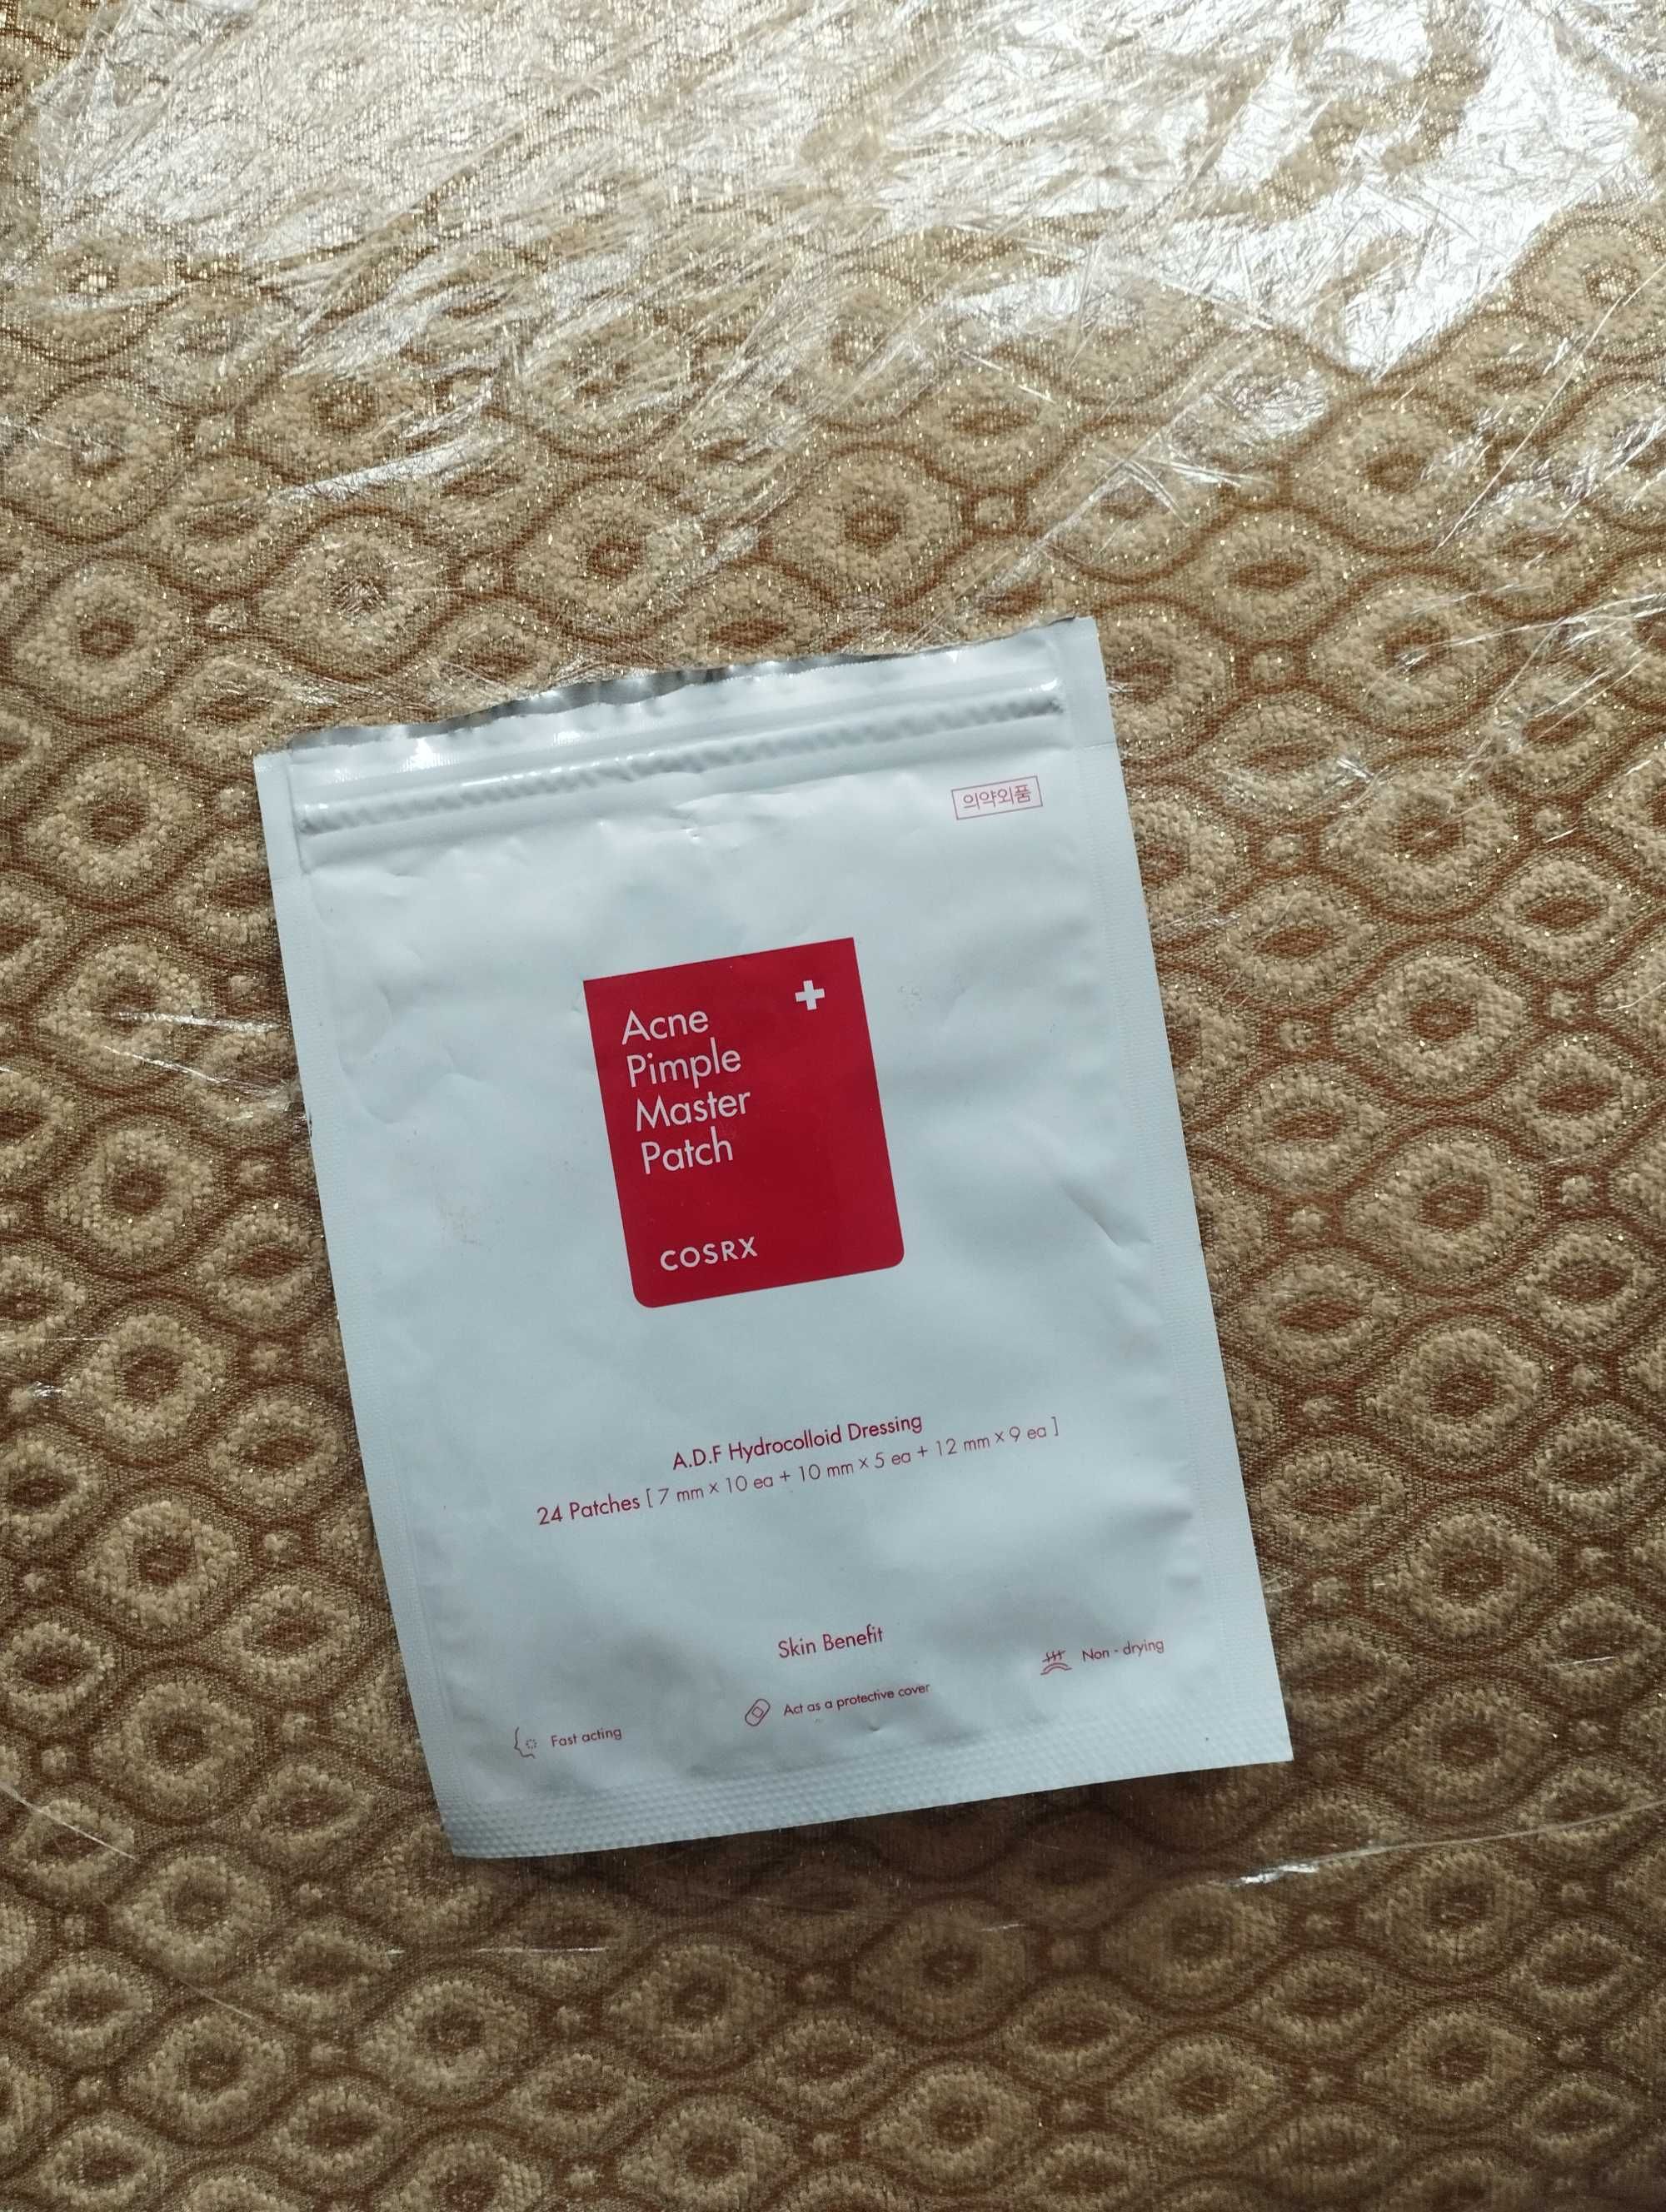 의약외품
Acne
Pimple
Master
Patch
COSRX
A.D.F Hydrocolloid Dressing
24 Patches [ 7 mm × 10 ea + 10 mm × 5 ea + 12 mm × 9 ea ]
Skin Benefit
Fast acting
Act as a protective cover
Non - drying